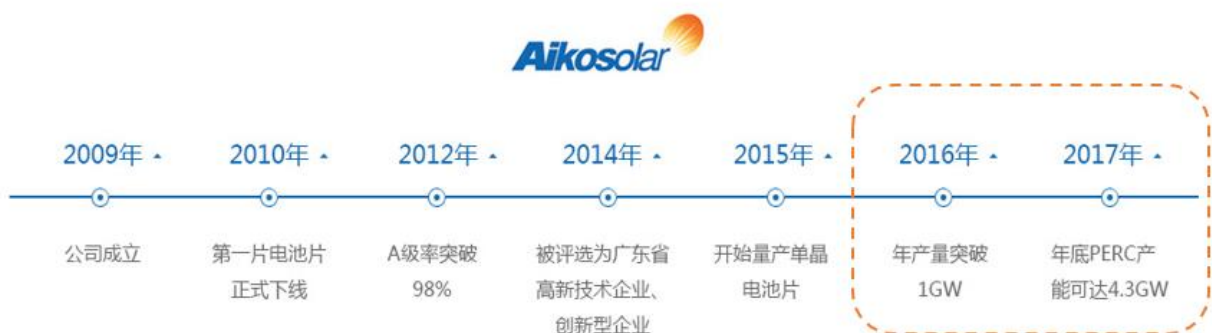 Aikosolar
2009年
2010年
2012年
2014年
2015年
2016年
2017年
公司成立
第一片电池片
正式下线
A级率突破
98%
被评选为广东省
高新技术企业、
创新型企业
开始量产单晶
电池片
年产量突破
1GW
年底PERC产
能可达4.3GW